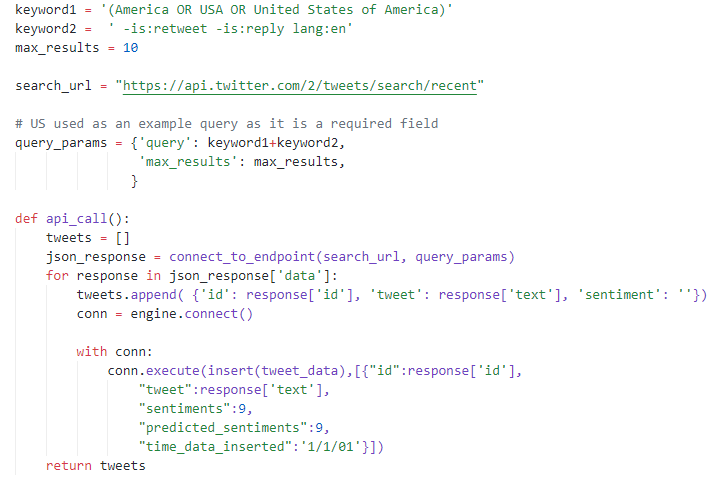 keyword1 = '(America OR USA OR United States of America)'
keyword2 =  ' -is:retweet -is:reply lang:en'
max_results = 10

search_url = "https://api.twitter.com/2/tweets/search/recent"

# US used as an example query as it is a required field
query_params = {'query': keyword1+keyword2,
                'max_results': max_results,
               }

def api_call():
    tweets = []
    json_response = connect_to_endpoint(search_url, query_params)
    for response in json_response['data']:
        tweets.append( {'id': response['id'], 'tweet': response['text'], 'sentiment': ''})
        conn = engine.connect()

        with conn:
            conn.execute(insert(tweet_data),[{"id":response['id'],
                "tweet":response['text'],
                "sentiments":9,
                "predicted_sentiments":9,
                "time_data_inserted":'1/1/01'}])
    return tweets